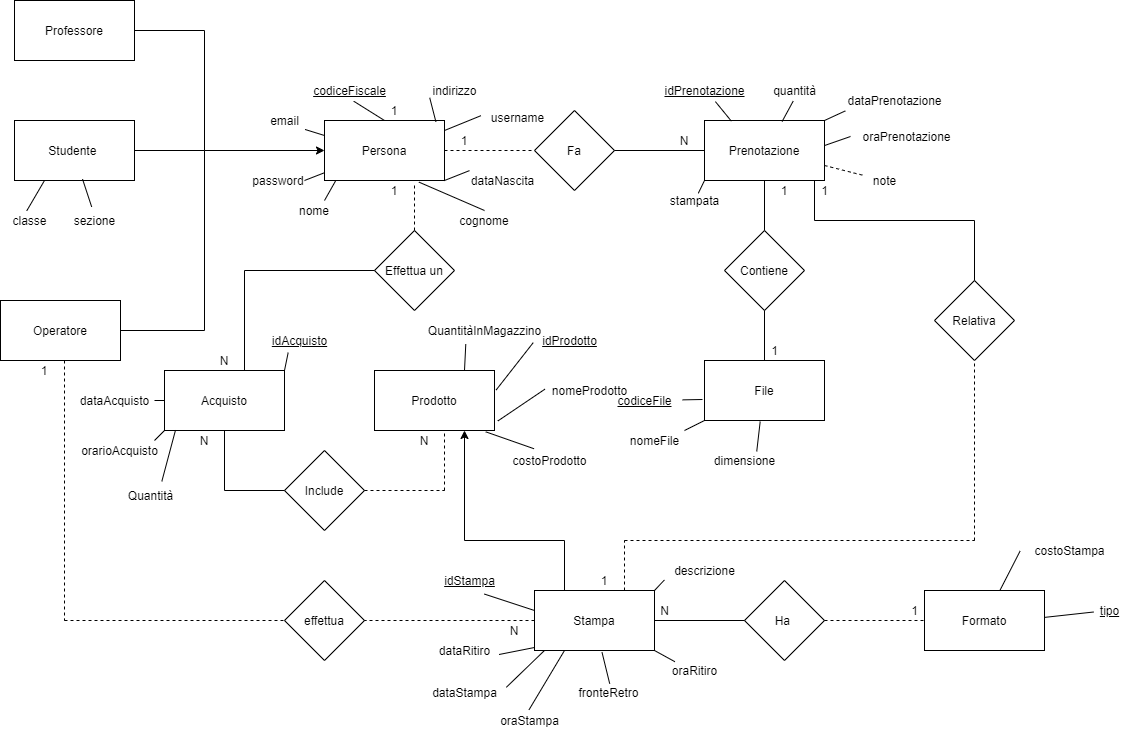 Professore
codiceFiscale
indirizzo
idPrenotazione
quantità
dataPrenotazione
1
email
username
oraPrenotazione
Studente
Persona
1
Fa
N
Prenotazione
password
dataNascita
note
1
1
1
nome
cognome
stampata
classe
sezione
Effettua un
Contiene
Operatore
QuantitàInMagazzino
idAcquisto
idProdotto
Relativa
N
1
1
dataAcquisto
Acquisto
Prodotto
nomeProdotto
codiceFile
File
N
N
nomeFile
orarioAcquisto
costoProdotto
dimensione
Quantità
Include
costoStampa
descrizione
idStampa
1
N
1
tipo
effettua
N
Stampa
Ha
Formato
dataRitiro
oraRitiro
dataStampa
fronteRetro
oraStampa